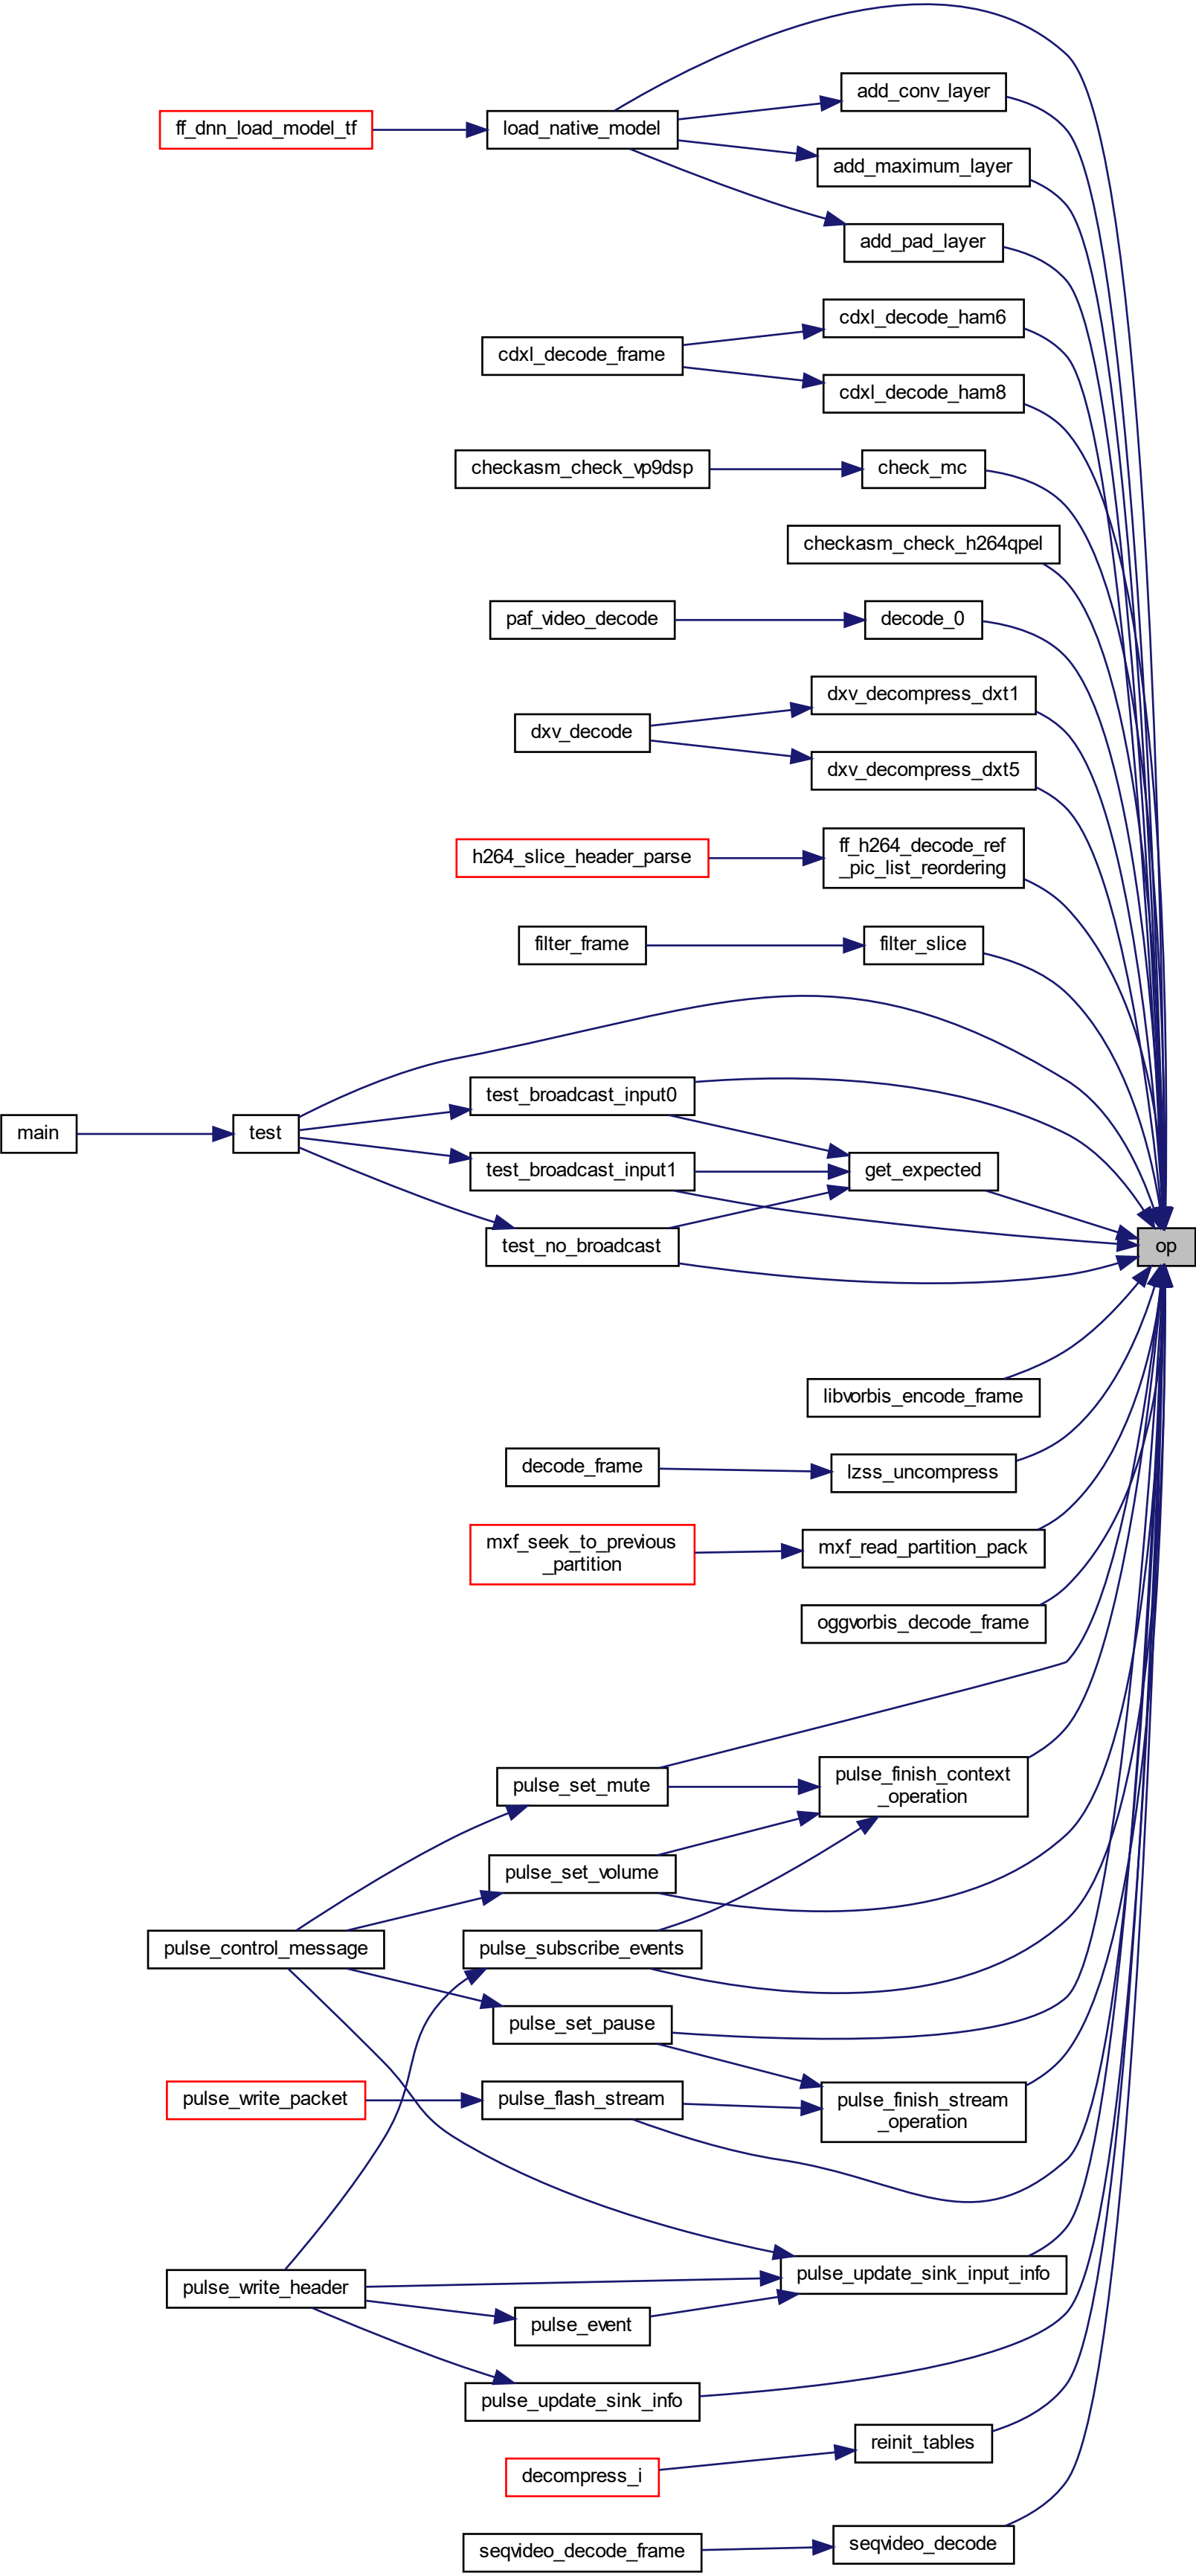 add_conv_layer
ff_dnn_load_model_tf
load_native_model
add_maximum_layer
add_pad_layer
cdxl_decode_ham6
cdxl_decode_frame
cdxl_decode_ham8
checkasm_check_vp9dsp
check_mc
checkasm_check_h264qpel
paf_video_decode
decode_0
dxv_decompress_dxt1
dxv_decode
dxv_decompress_dxt5
h264_slice_header_parse
ff_h264_decode_ref
_pic_list_reordering
filter_frame
filter_slice
test_broadcast_input0
main
test
test_broadcast_input1
get_expected
test_no_broadcast
op
libvorbis_encode_frame
decode_frame
lzss_uncompress
mxf_seek_to_previous
_partition
mxf_read_partition_pack
oggvorbis_decode_frame
pulse_set_mute
pulse_finish_context
_operation
pulse_set_volume
pulse_control_message
pulse_subscribe_events
pulse_set_pause
pulse_write_packet
pulse_flash_stream
pulse_finish_stream
_operation
pulse_update_sink_input_info
pulse_write_header
pulse_event
pulse_update_sink_info
reinit_tables
decompress_i
seqvideo_decode
seqvideo_decode_frame